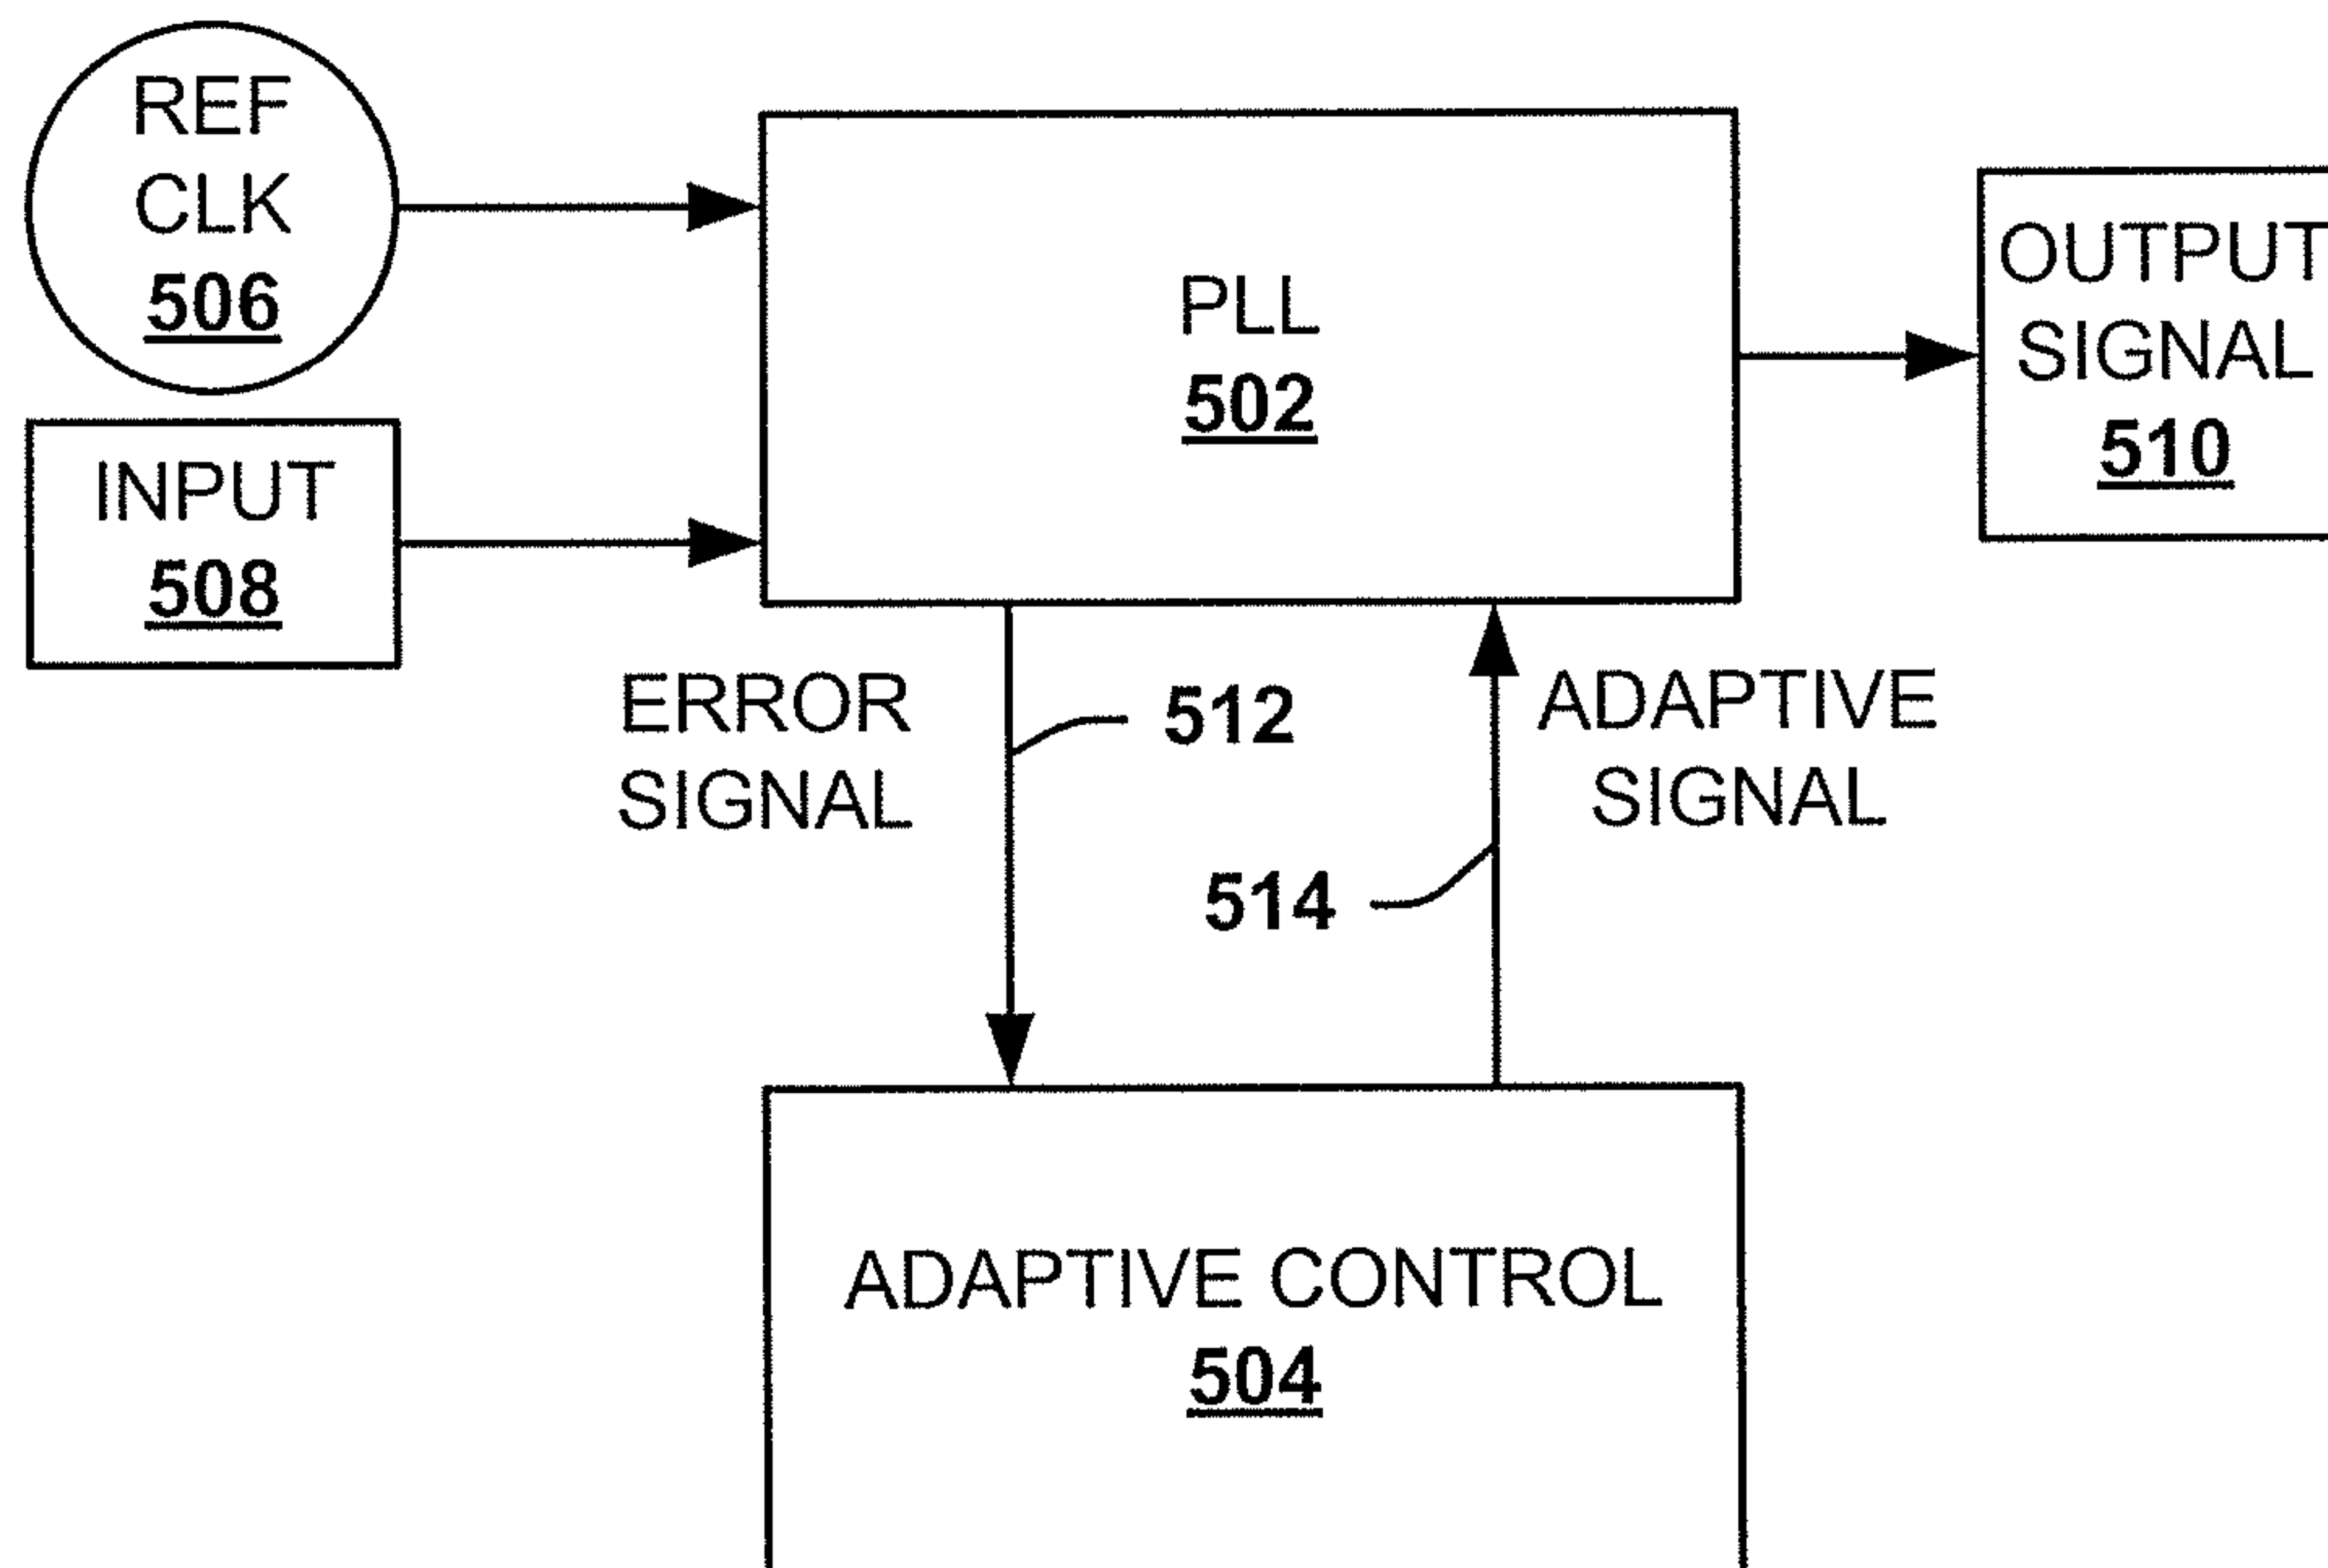 REF
CLK
506
INPUT
508
PLL
502
OUTPUT
SIGNAL
510
ERROR
SIGNAL
512
514
ADAPTIVE
SIGNAL
ADAPTIVE CONTROL
504